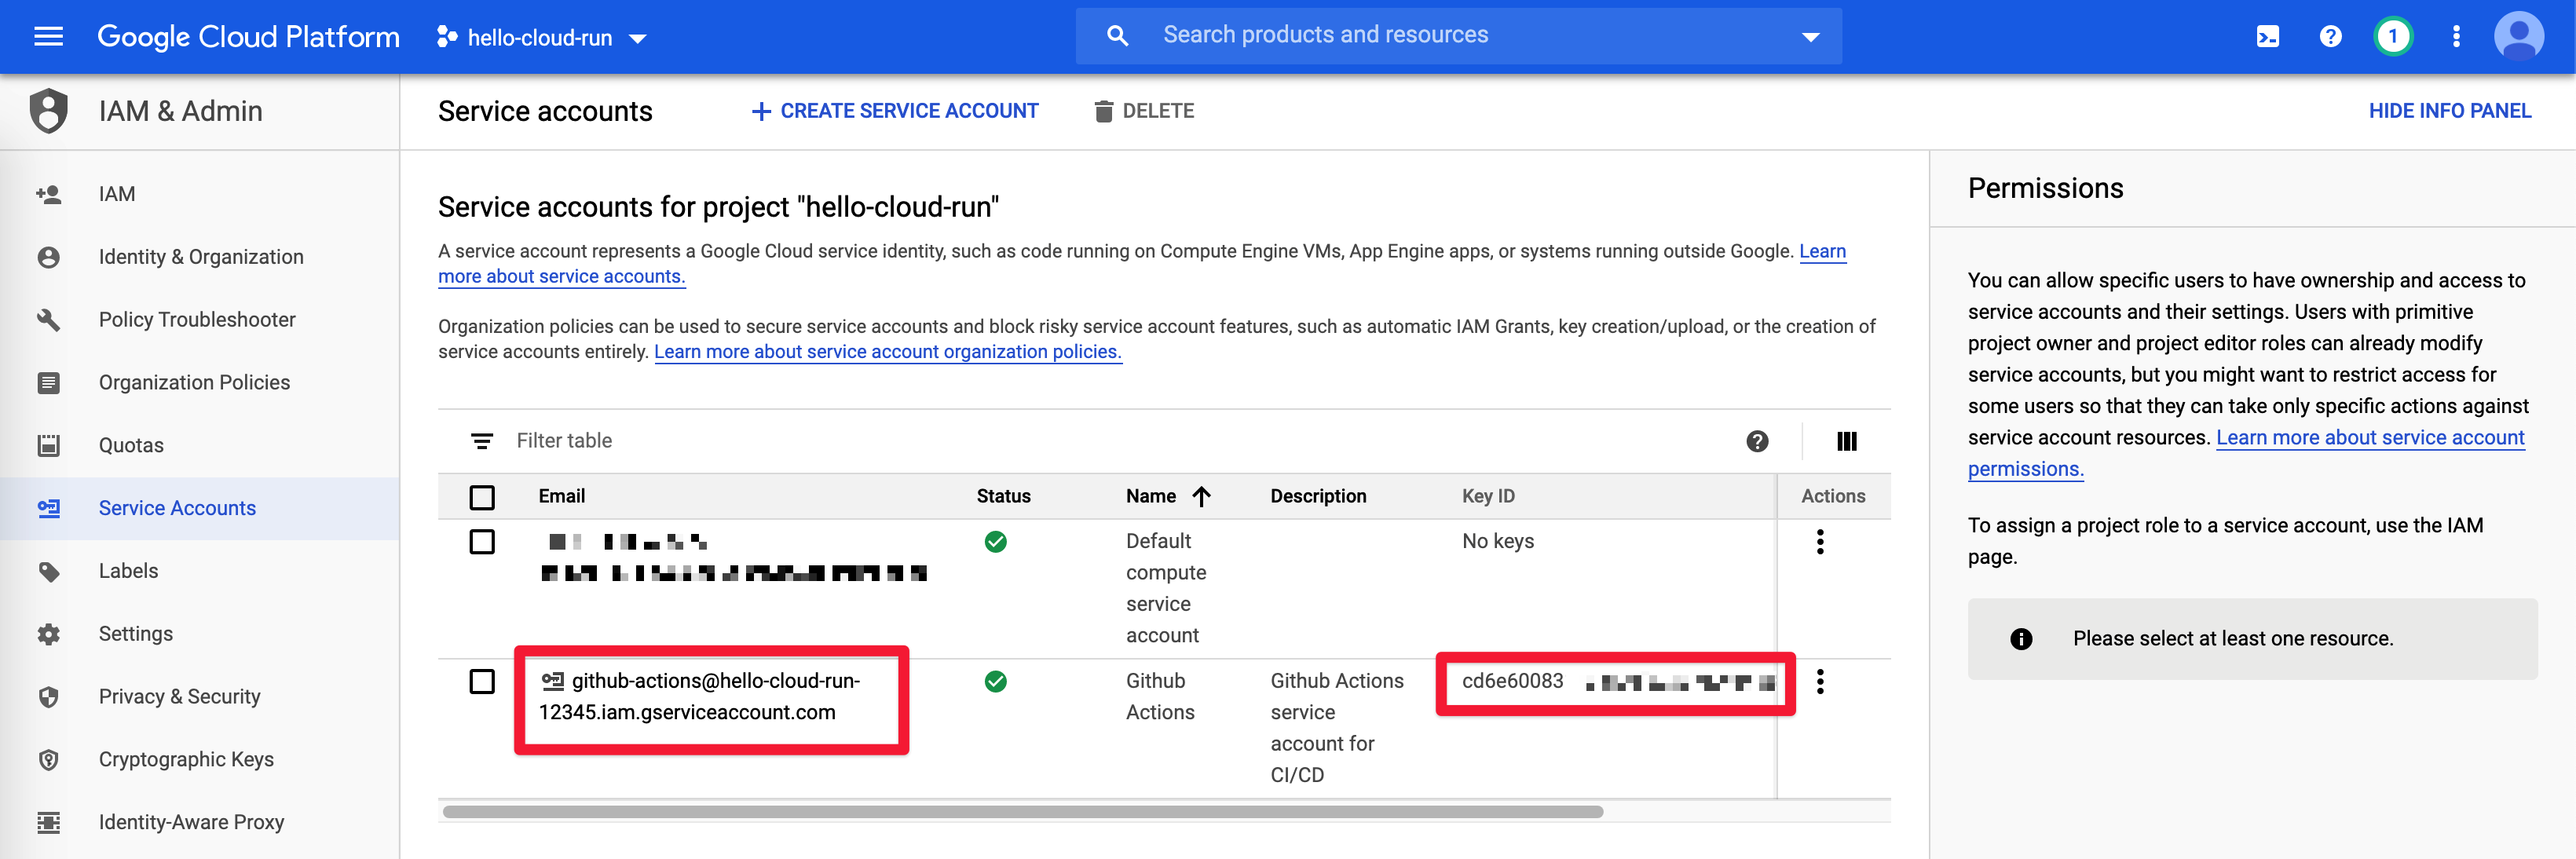 Google Cloud Platform
hello-cloud-run
Search products and resources
1
IAM & Admin
Service accounts
CREATE SERVICE ACCOUNT
DELETE
HIDE INFO PANEL
IAM
Identity & Organization
Policy Troubleshooter
Organization Policies
Quotas
Service Accounts
Labels
Settings
Privacy & Security
Cryptographic Keys
Identity-Aware Proxy
Service accounts for project "hello-cloud-run"
A service account represents a Google Cloud service identity, such as code running on Compute Engine VMs, App Engine apps, or systems running outside Google. Learn
more about service accounts.
Organization policies can be used to secure service accounts and block risky service account features, such as automatic IAM Grants, key creation/upload, or the creation of
service accounts entirely. Learn more about service account organization policies.
Filter table
Email Status Name Description Key ID Actions
Default
compute
service
account
No keys
github-actions@hello-cloud-run-
12345.iam.gserviceaccount.com
Github
Actions
Github Actions
service
account for
CI/CD
cd6e60083
Permissions
You can allow specific users to have ownership and access to
service accounts and their settings. Users with primitive
project owner and project editor roles can already modify
service accounts, but you might want to restrict access for
some users so that they can take only specific actions against
service account resources. Learn more about service account
permissions.
To assign a project role to a service account, use the IAM
page.
Please select at least one resource.